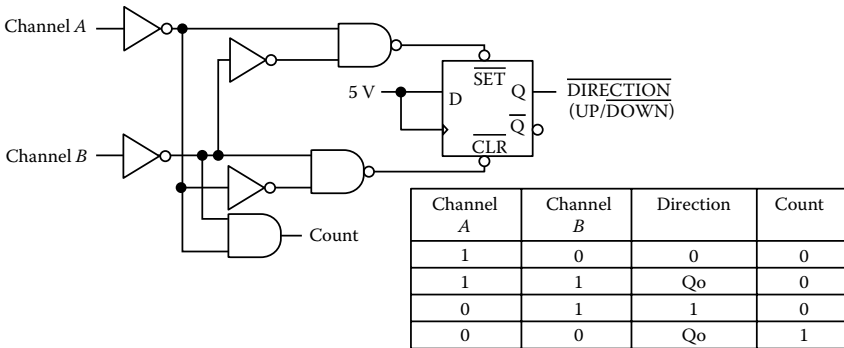 Channel A
Channel B
Count
5 V
SET
D
Q
Q̅
CLR
DIRECTION
(UP/DOWN)
Channel A Channel B Direction Count
1 0 0 0
1 1 Qo 0
0 1 1 0
0 0 Qo 1